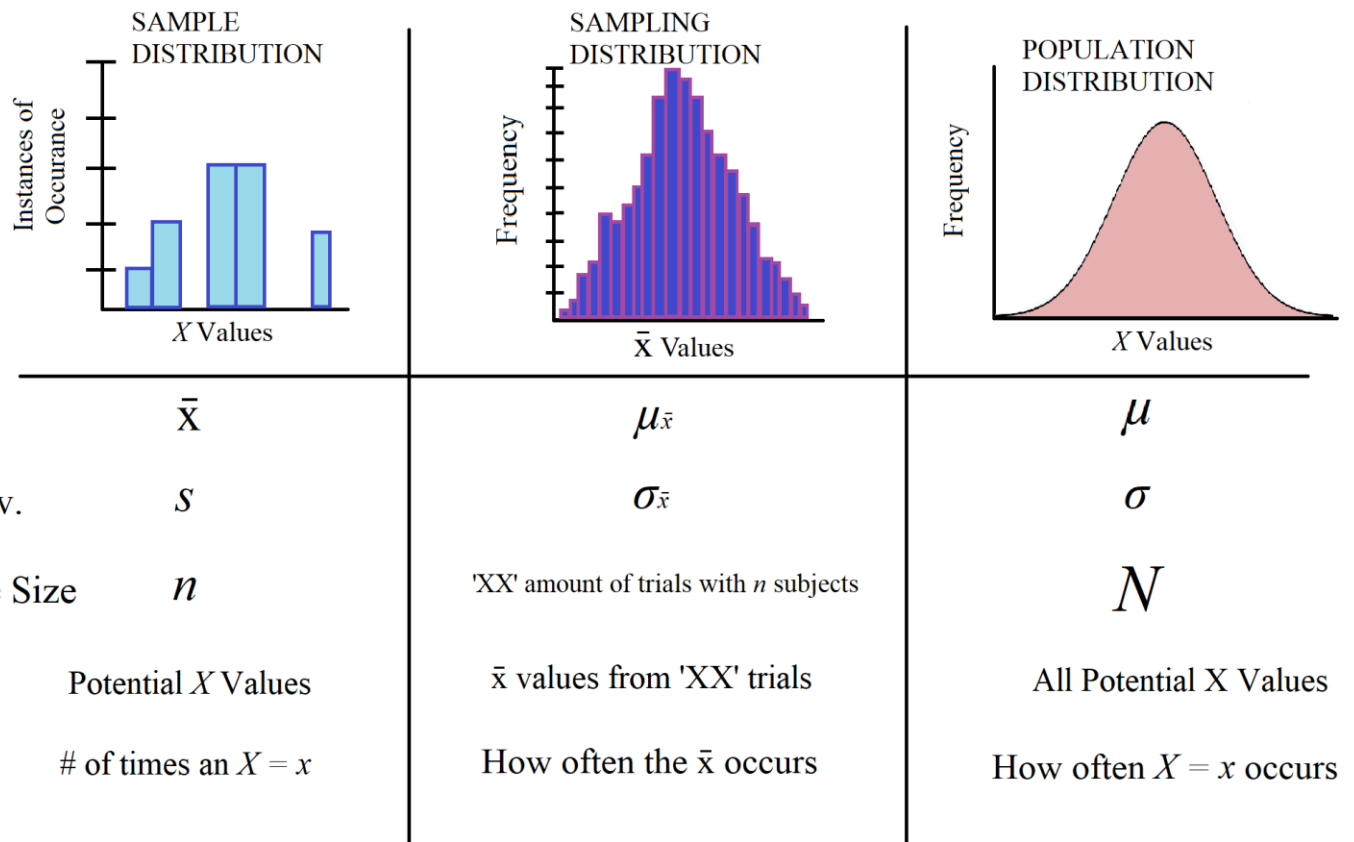 SAMPLE
DISTRIBUTION
Instances of
Occurance
X Values
SAMPLING
DISTRIBUTION
Frequency
x̄ Values
POPULATION
DISTRIBUTION
Frequency
X Values
x̄
μx̄
μ
v.
s
σx̄
σ
Size
n
'XX' amount of trials with n subjects
N
Potential X Values
x̄ values from 'XX' trials
All Potential X Values
# of times an X = x
How often the x̄ occurs
How often X = x occurs